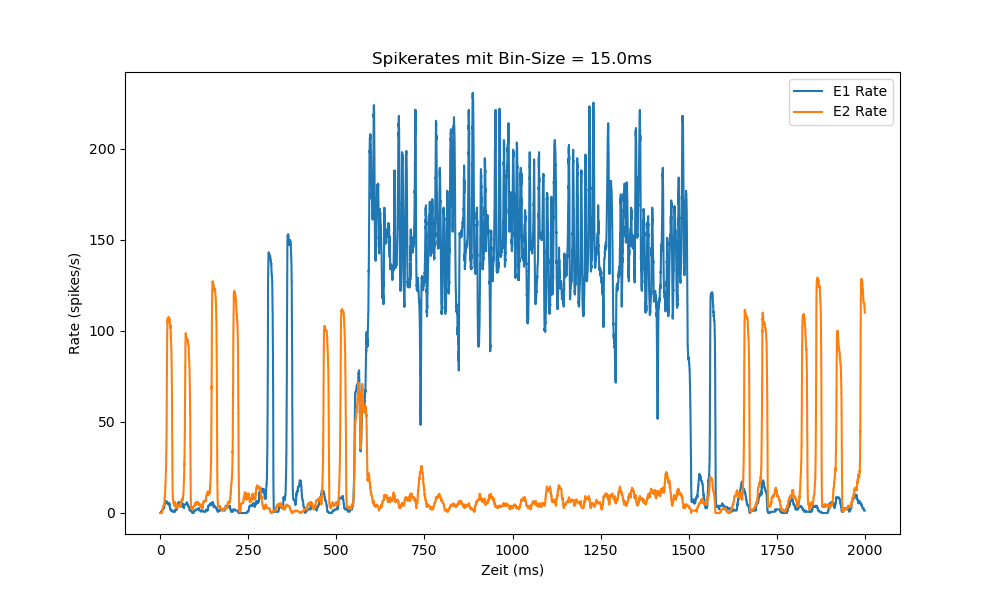 Spikerates mit Bin-Size = 15.0ms
E1 Rate
E2 Rate
Rate (spikes/s)
200
150
100
50
0
0 250 500 750 1000 1250 1500 1750 2000
Zeit (ms)